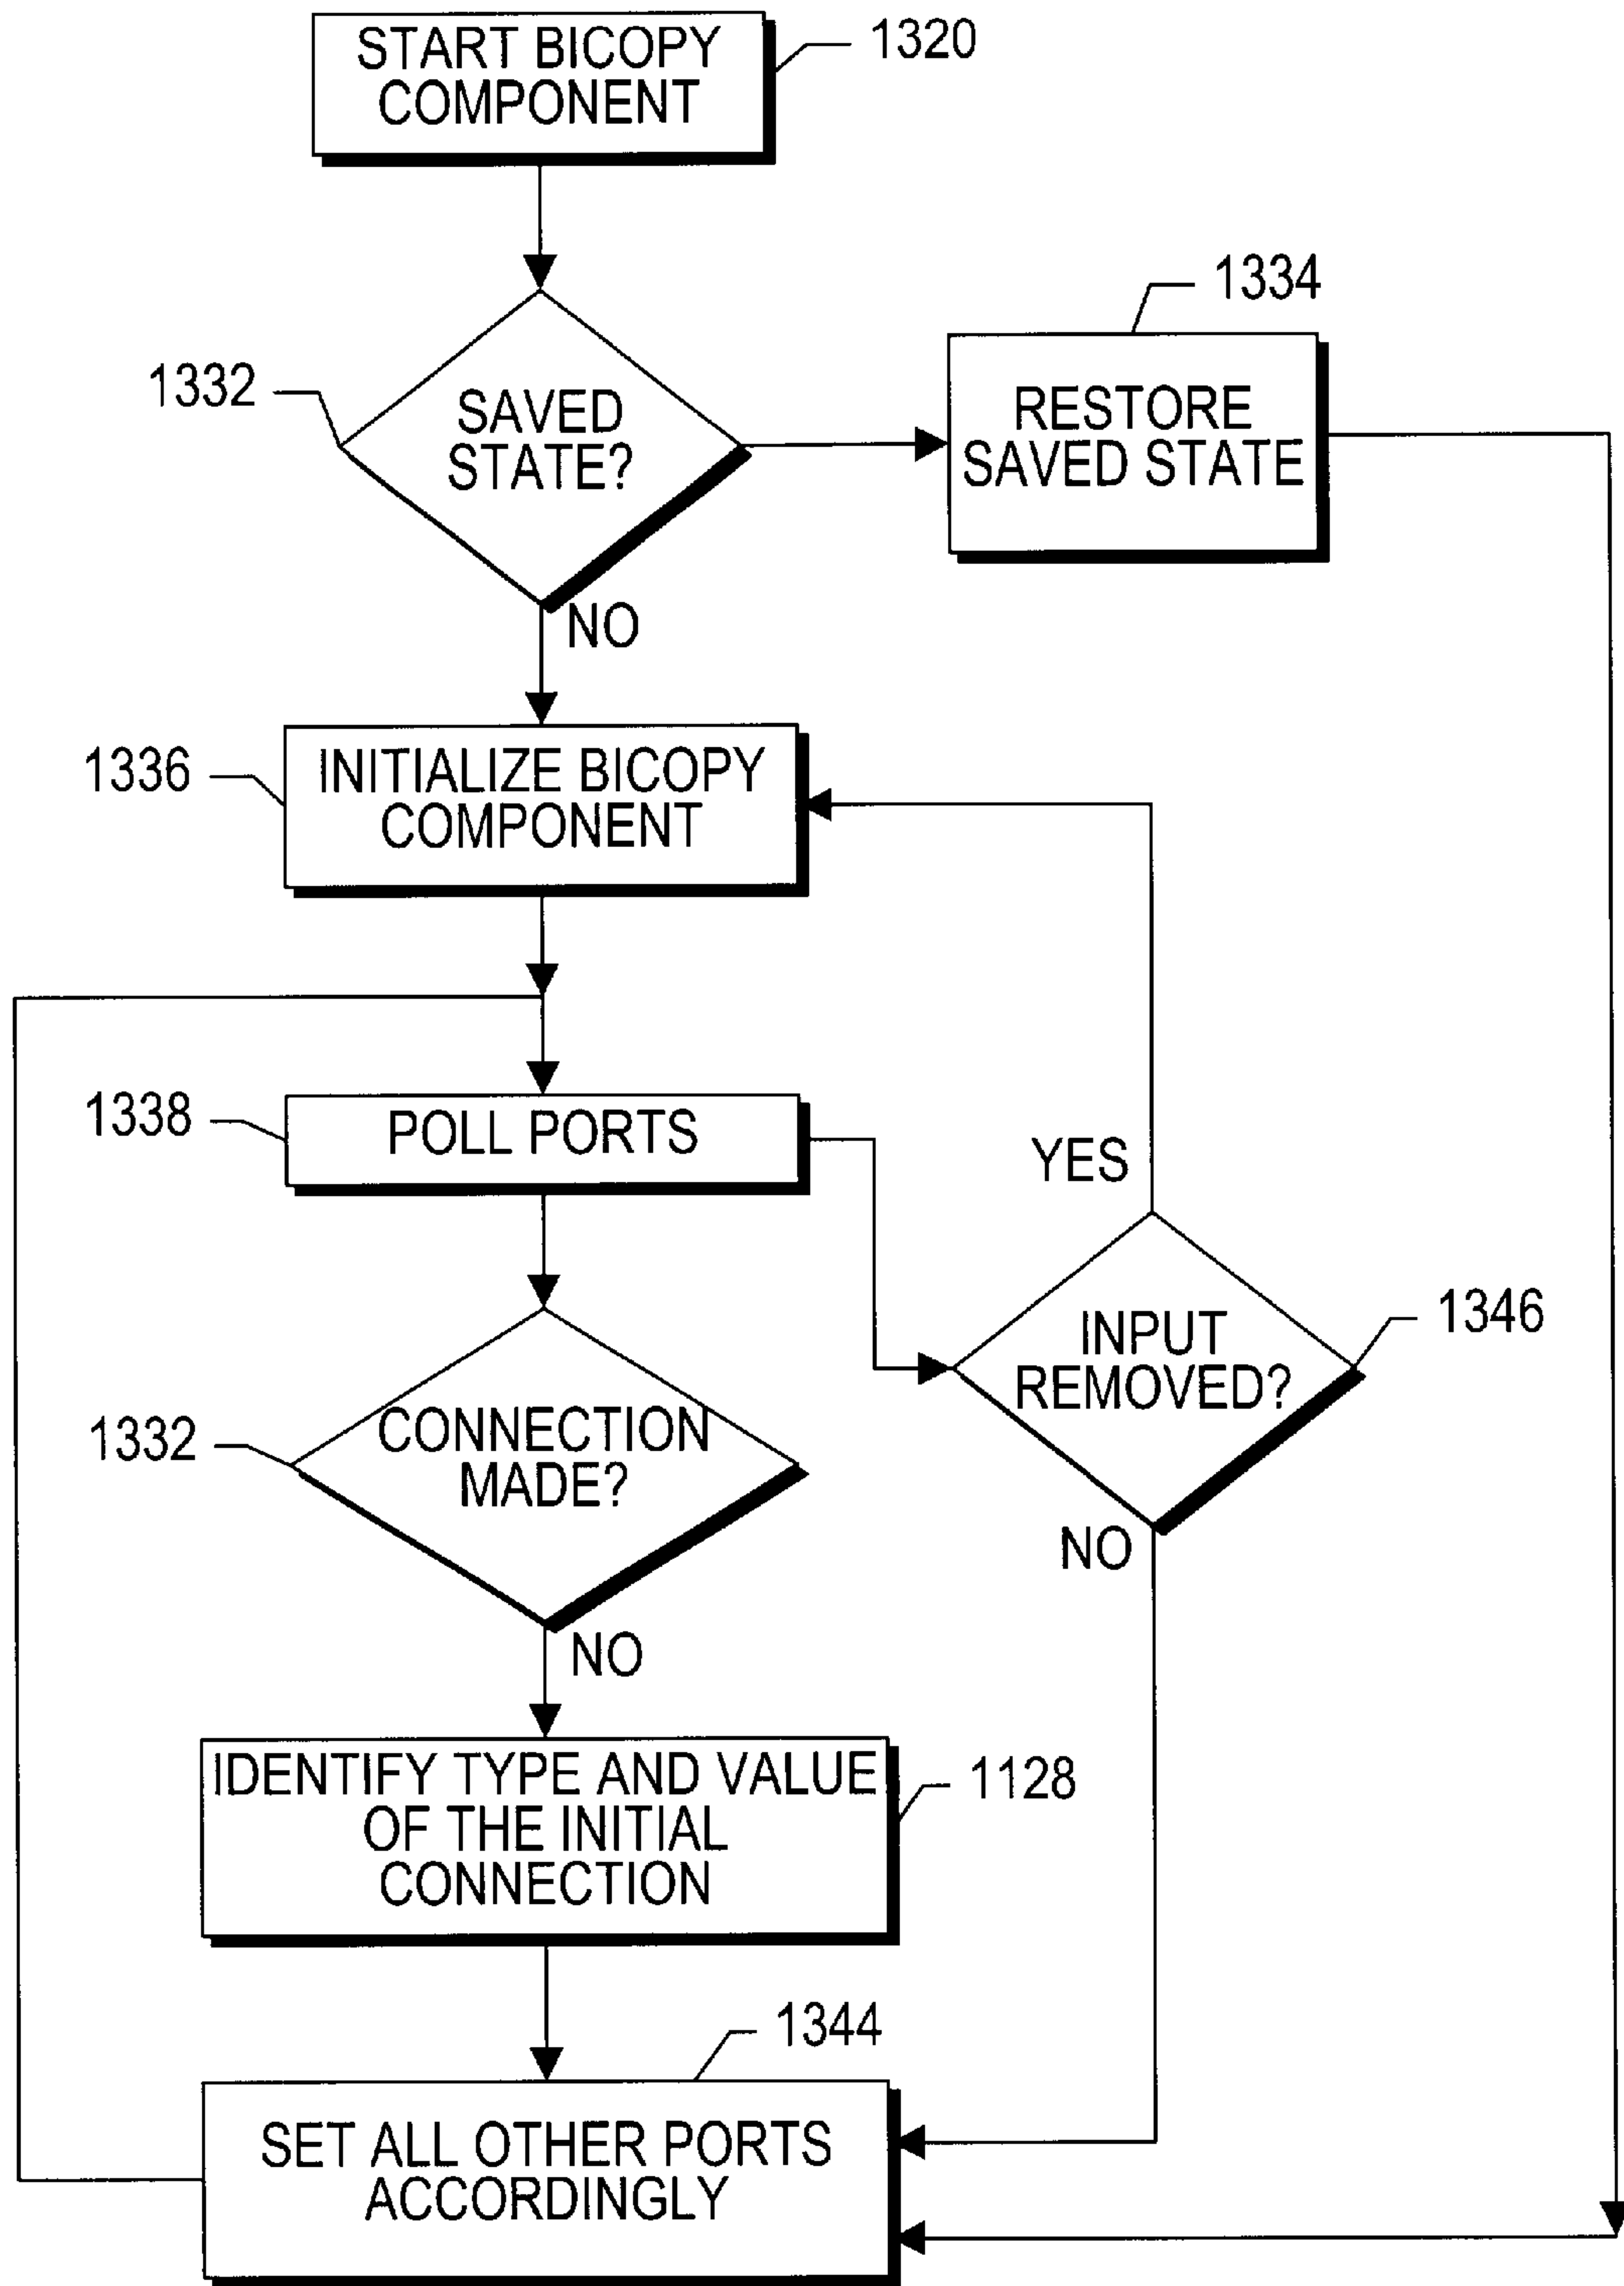 START BICOPY
COMPONENT
1320
1334
1332
SAVED
STATE?
RESTORE
SAVED STATE
NO
1336
INITIALIZE BICOPY
COMPONENT
1338
POLL PORTS
YES
1332
CONNECTION
MADE?
INPUT
REMOVED?
1346
NO
NO
IDENTIFY TYPE AND VALUE
OF THE INITIAL
CONNECTION
1128
1344
SET ALL OTHER PORTS
ACCORDINGLY